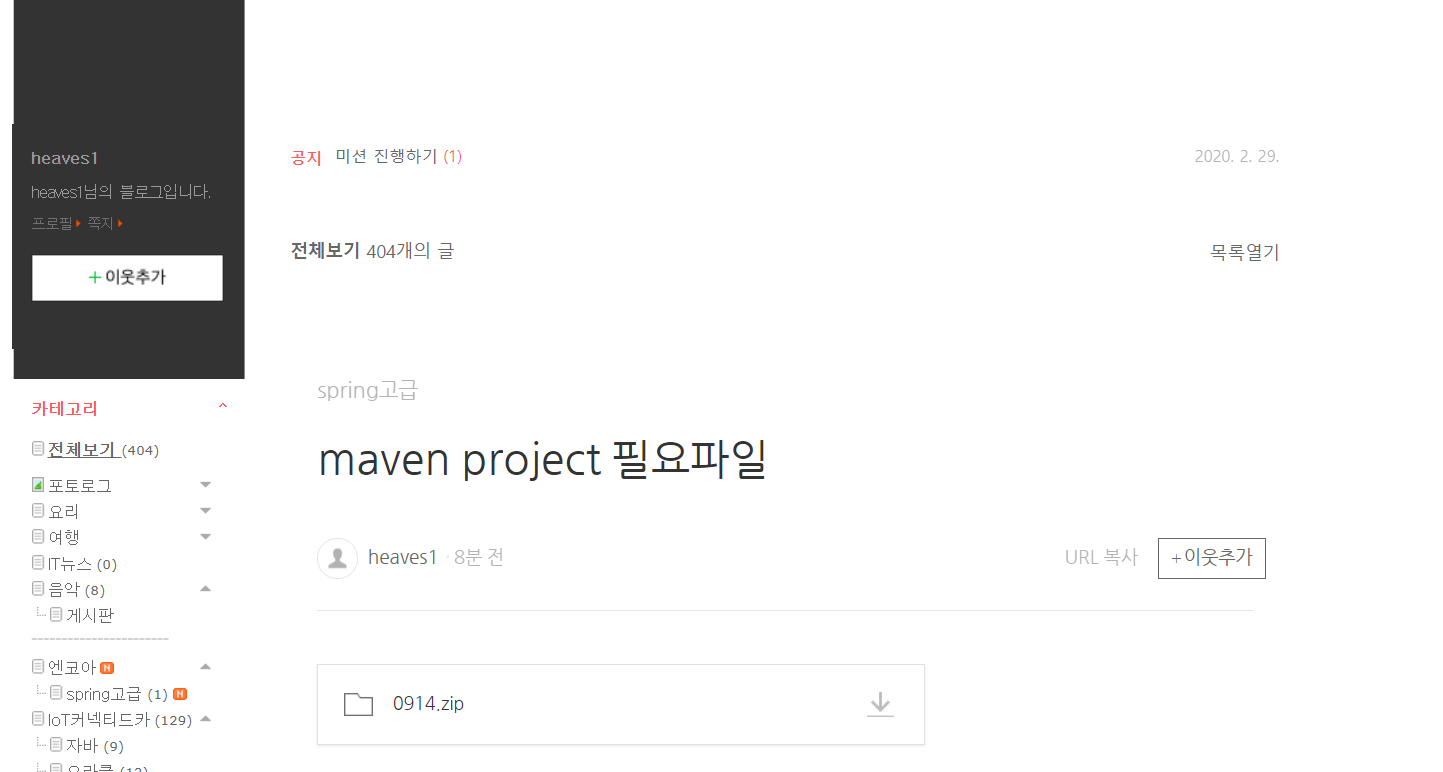 heaves1
heaves1님의 블로그입니다.
프로필 쪽지
+ 이웃추가
카테고리
전체보기 (404)
포토로그
요리
여행
IT뉴스 (0)
음악 (8)
게시판
-----------------------
엔코아 N
spring고급 (1) N
IoT커넥티드카 (129)
자바 (9)
공지 미션 진행하기 (1) 2020. 2. 29.
전체보기 404개의 글 목록열기
spring고급
maven project 필요파일
heaves1 · 8분 전 URL 복사 +이웃추가
0914.zip